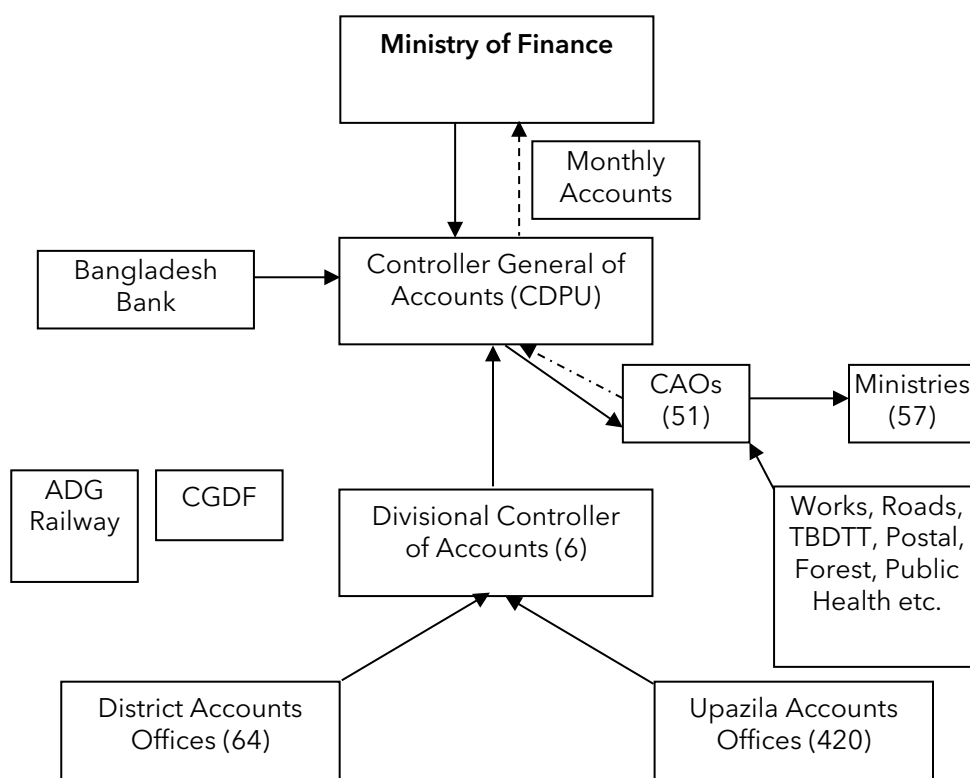 Ministry of Finance
Monthly
Accounts
Bangladesh
Bank
Controller General of
Accounts (CDPU)
CAOs
(51)
Ministries
(57)
ADG
Railway
CGDF
Divisional Controller
of Accounts (6)
Works, Roads,
TBDTT, Postal,
Forest, Public
Health etc.
District Accounts
Offices (64)
Upazila Accounts
Offices (420)